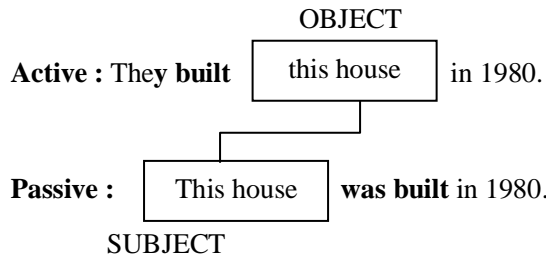 OBJECT
Active : They built this house in 1980.
Passive : This house was built in 1980.
SUBJECT